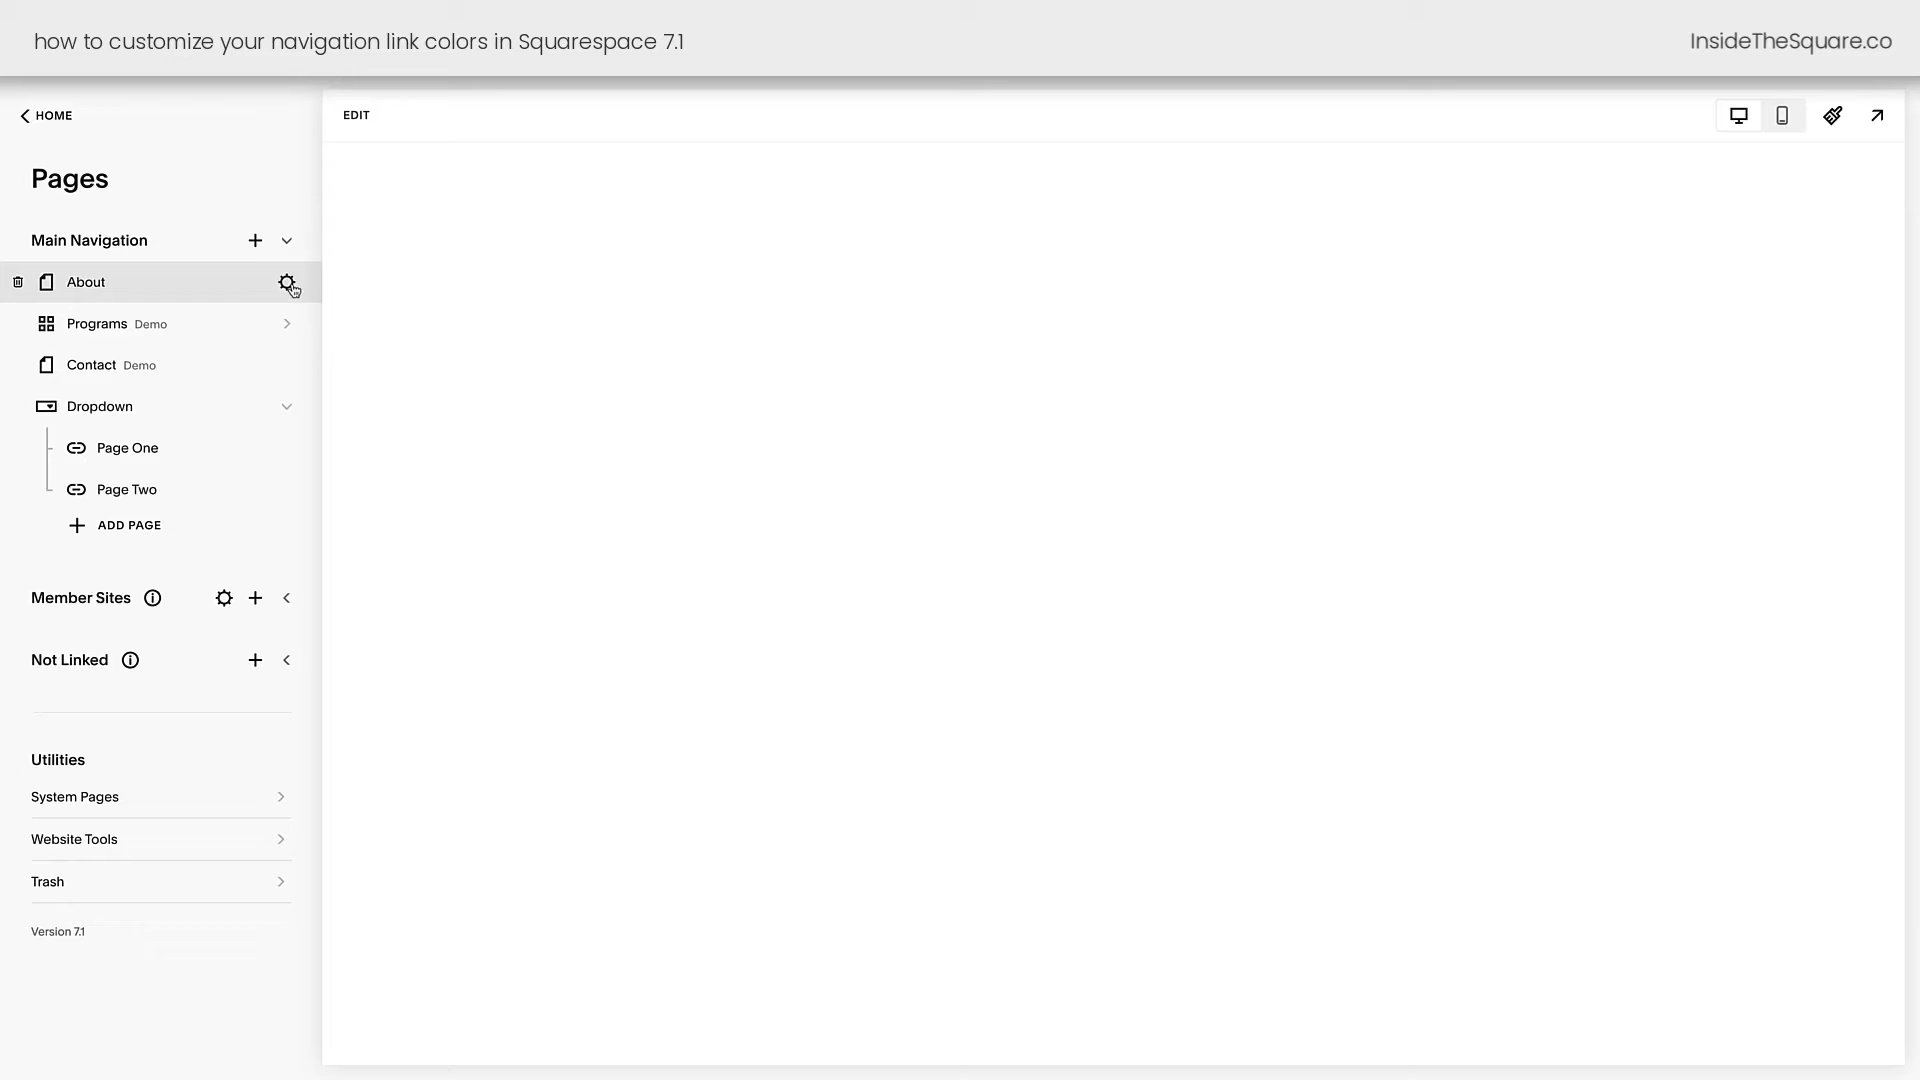 how to customize your navigation link colors in Squarespace 7.1
InsideTheSquare.co
HOME
EDIT
Pages
Main Navigation
About
Programs Demo
Contact Demo
Dropdown
Page One
Page Two
ADD PAGE
Member Sites
Not Linked
Utilities
System Pages
Website Tools
Trash
Version 7.1